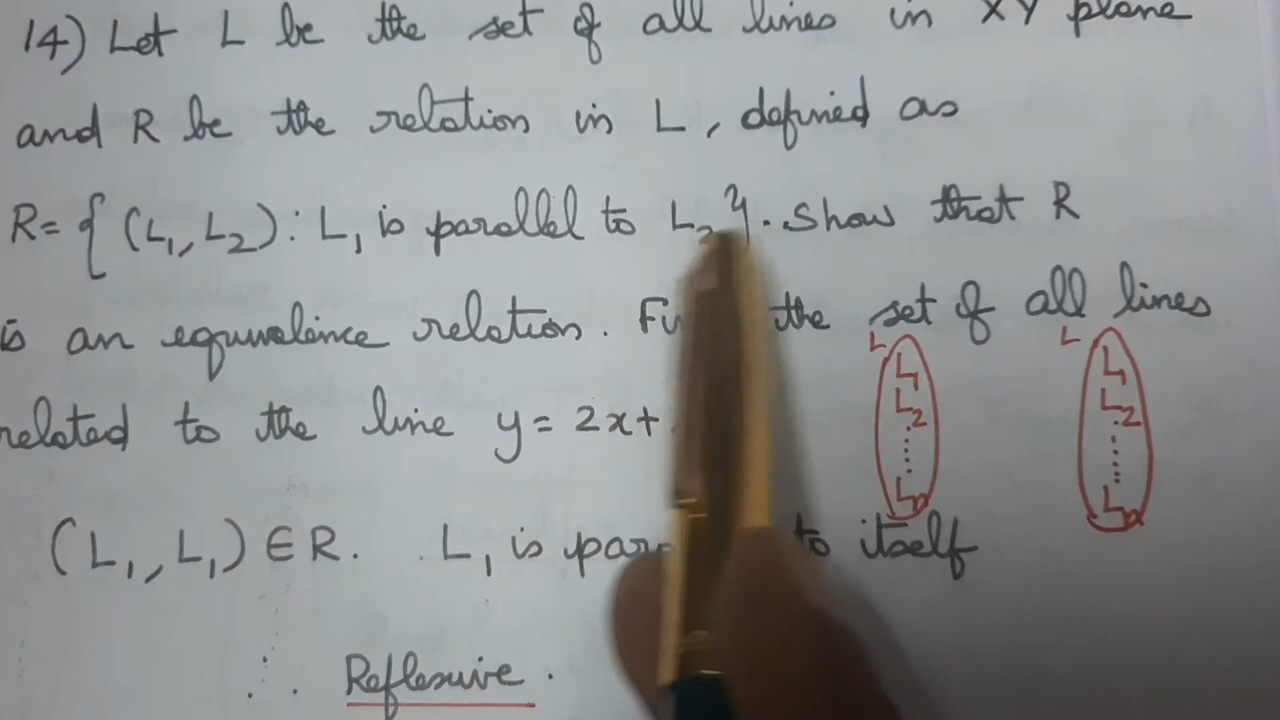 14) Let L be the set of all lines in XY plane
and R be the relation in L, defined as
R = { (L₁, L₂) : L₁ is parallel to L₂ }. Show that R
is an equivalence relation. the set of all lines
related to the line y = 2x+
L L₁ L₂ ...... Lₙ
L L₁ L₂ ...... Lₙ
(L₁, L₁) ∈ R. L₁ is to itself
∴ Reflexive.